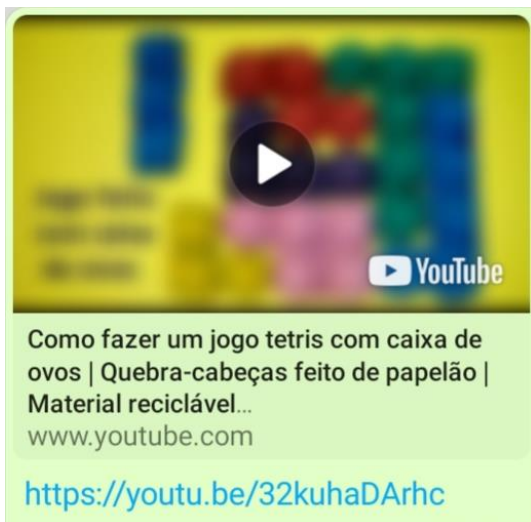 YouTube
Como fazer um jogo tetris com caixa de
ovos | Quebra-cabeças feito de papelão |
Material reciclável...
www.youtube.com
https://youtu.be/32kuhaDArhc